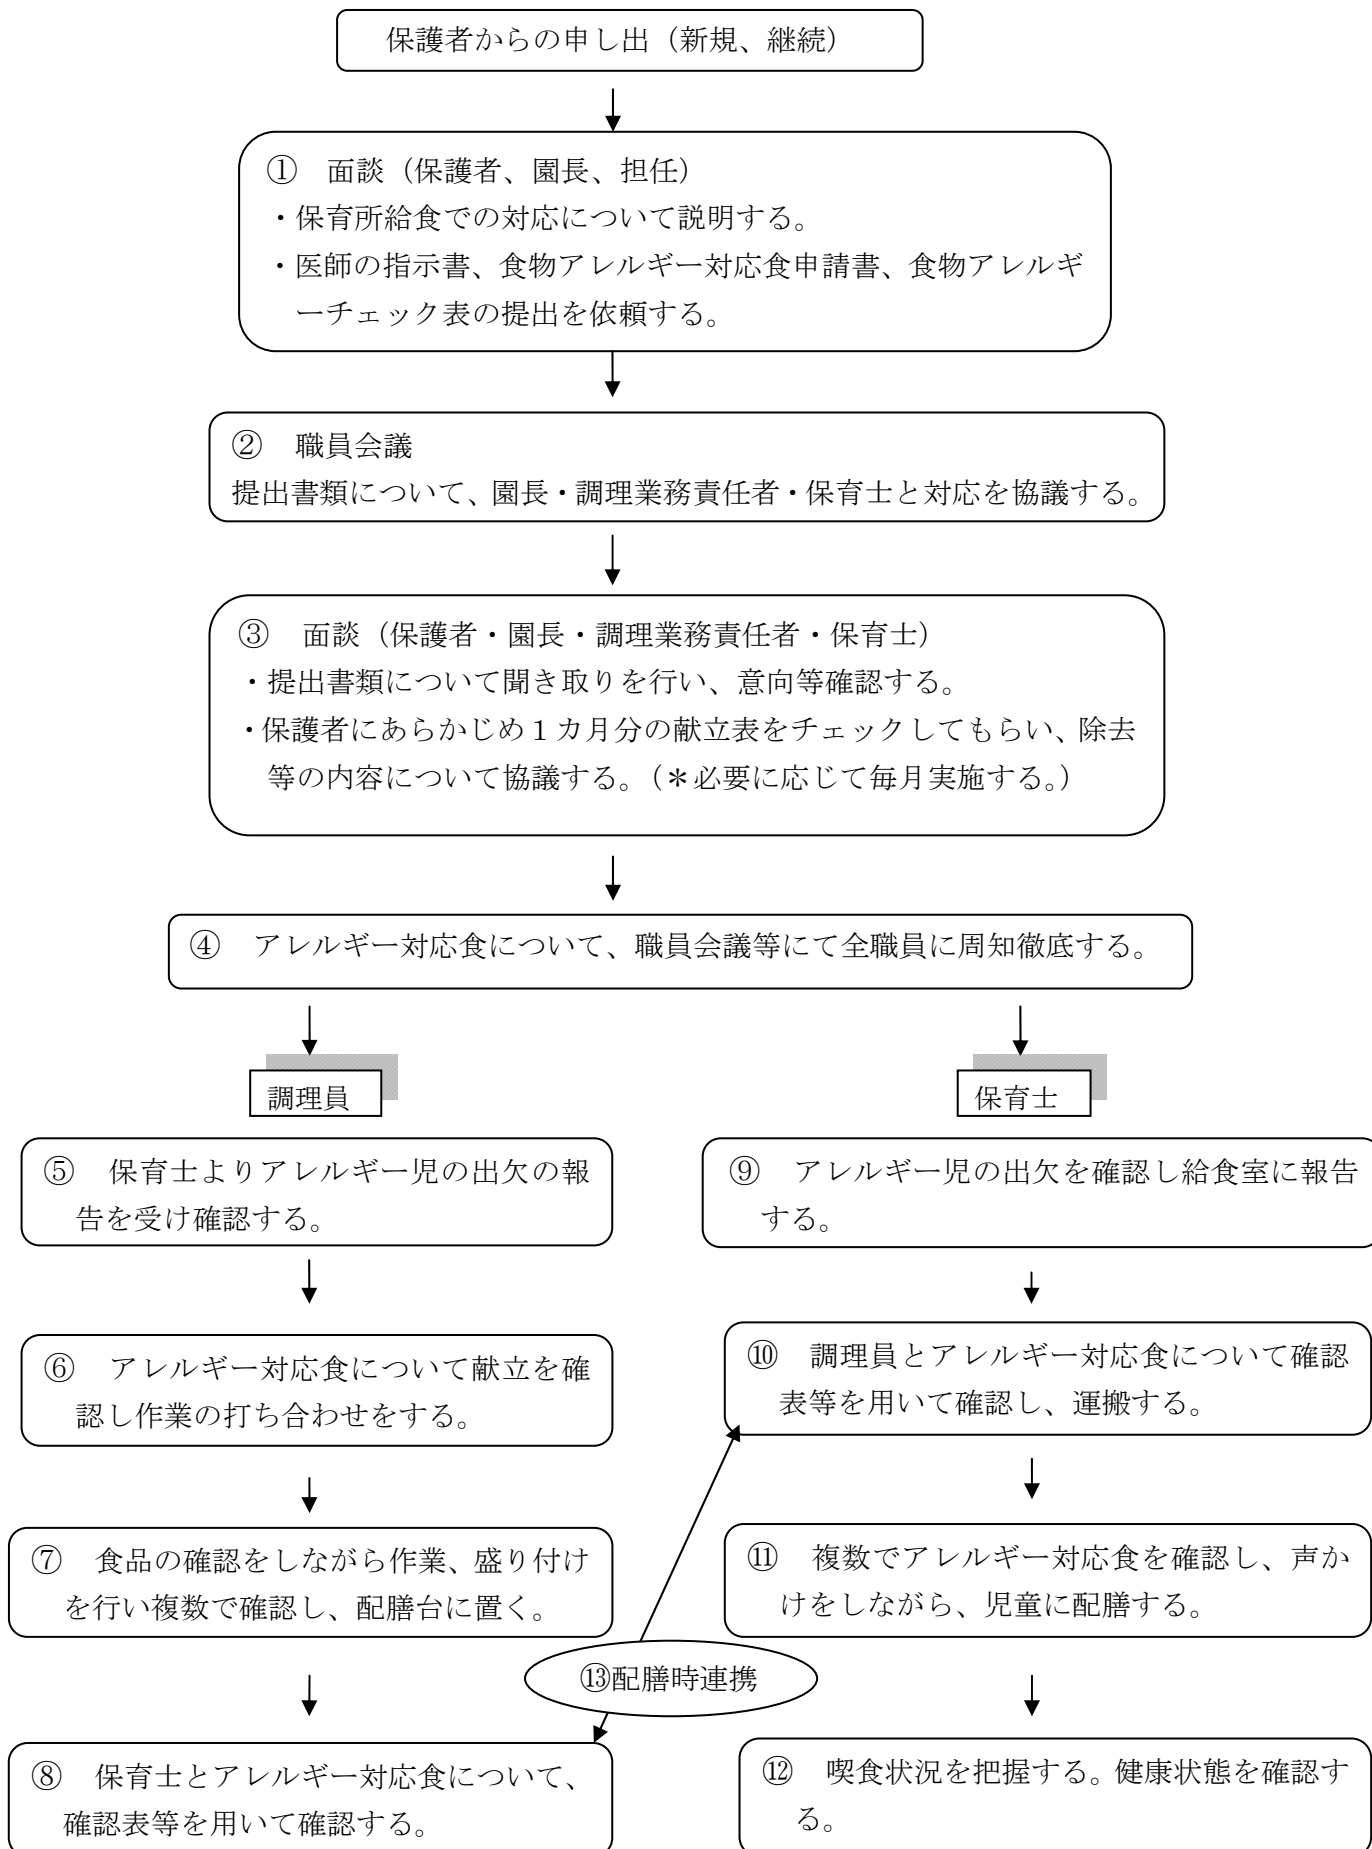 保護者からの申し出（新規、継続）
①　面談（保護者、園長、担任）
・保育所給食での対応について説明する。
・医師の指示書、食物アレルギー対応食申請書、食物アレルギ
ーチェック表の提出を依頼する。
②　職員会議
提出書類について、園長・調理業務責任者・保育士と対応を協議する。
③　面談（保護者・園長・調理業務責任者・保育士）
・提出書類について聞き取りを行い、意向等確認する。
・保護者にあらかじめ１カ月分の献立表をチェックしてもらい、除去
等の内容について協議する。（＊必要に応じて毎月実施する。）
④　アレルギー対応食について、職員会議等にて全職員に周知徹底する。
調理員
⑤　保育士よりアレルギー児の出欠の報
告を受け確認する。
⑥　アレルギー対応食について献立を確
認し作業の打ち合わせをする。
⑦　食品の確認をしながら作業、盛り付け
を行い複数で確認し、配膳台に置く。
⑧　保育士とアレルギー対応食について、
確認表等を用いて確認する。
保育士
⑨　アレルギー児の出欠を確認し給食室に報告
する。
⑩　調理員とアレルギー対応食について確認
表等を用いて確認し、運搬する。
⑪　複数でアレルギー対応食を確認し、声か
けをしながら、児童に配膳する。
⑫　喫食状況を把握する。健康状態を確認す
る。
⑬配膳時連携